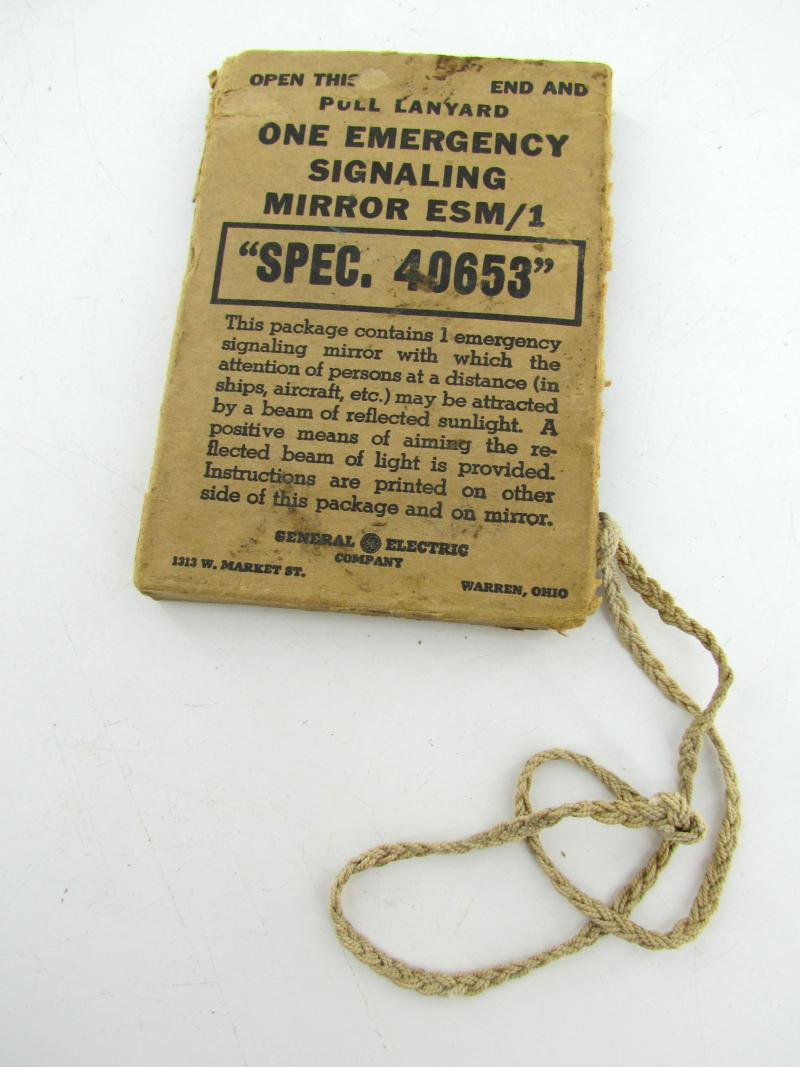 OPEN THIS END AND
PULL LANYARD
ONE EMERGENCY
SIGNALING
MIRROR ESM/1
"SPEC. 40653"
This package contains 1 emergency
signaling mirror with which the
attention of persons at a distance (in
ships, aircraft, etc.) may be attracted
by a beam of reflected sunlight. A
positive means of aiming the re-
flected beam of light is provided.
Instructions are printed on other
side of this package and on mirror.
GENERAL GE ELECTRIC
COMPANY
1313 W. MARKET ST. WARREN, OHIO